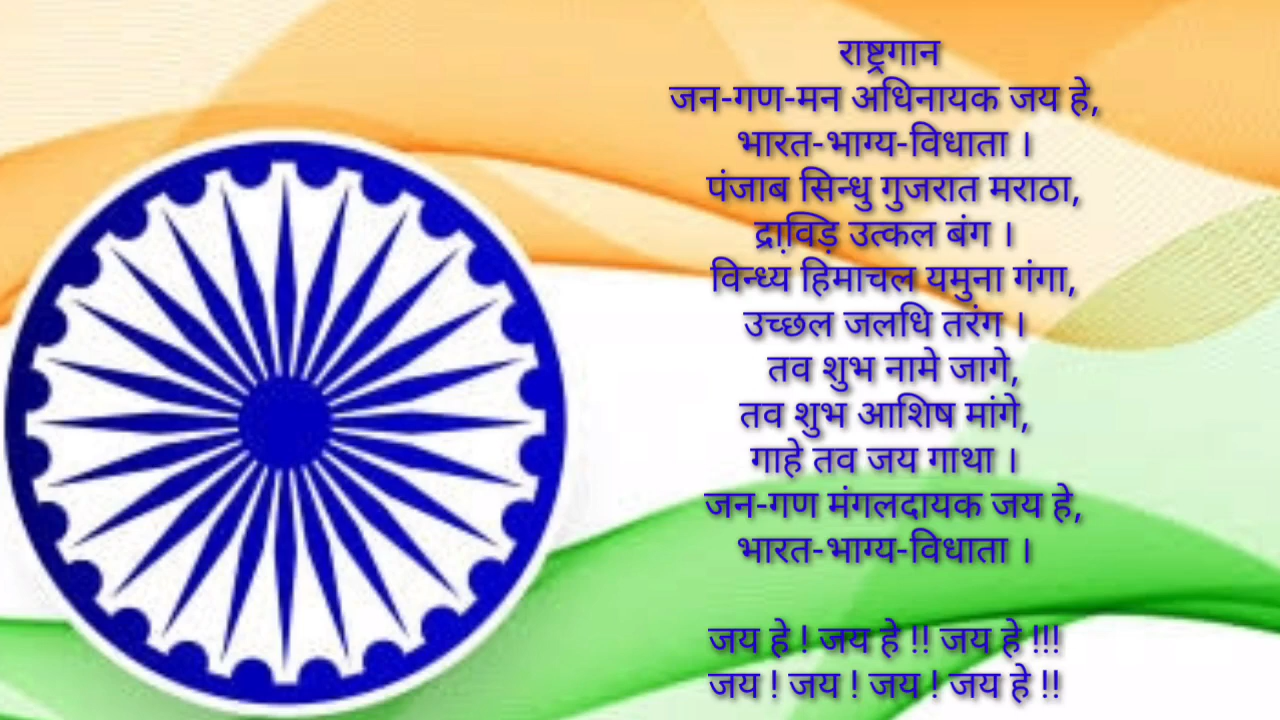 राष्ट्रगान
जन-गण-मन अधिनायक जय हे,
भारत-भाग्य-विधाता ।
पंजाब सिन्धु गुजरात मराठा,
द्रा़विड़ उत्कल बंग ।
विन्ध्य हिमाचल यमुना गंगा,
उच्छल जलधि तरंग ।
तव शुभ नामे जागे,
तव शुभ आशिष मांगे,
गाहे तव जय गाथा ।
जन-गण मंगलदायक जय हे,
भारत-भाग्य-विधाता ।
जय हे ! जय हे !! जय हे !!!
जय ! जय ! जय ! जय हे !!